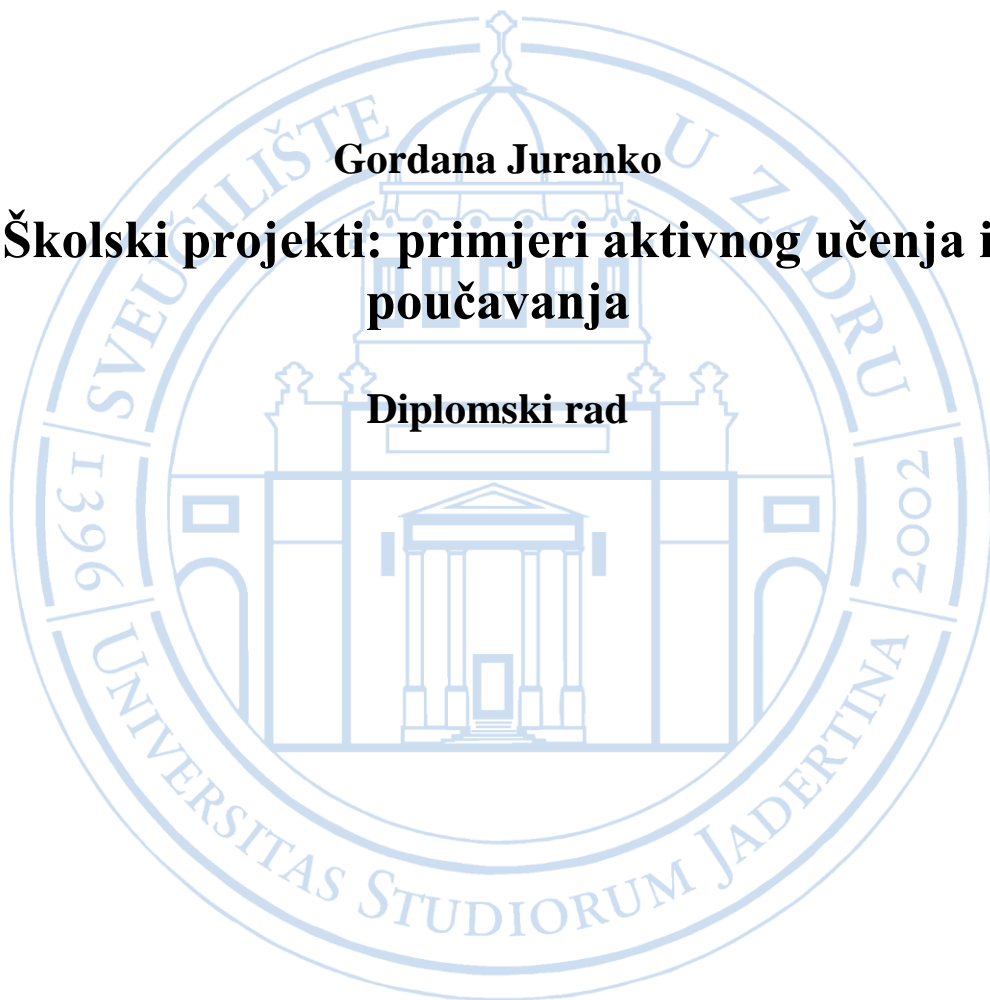 Gordana Juranko
Školski projekti: primjeri aktivnog učenja i
poučavanja
Diplomski rad
SVEUČILIŠTE U ZADRU
1396
2002
UNIVERSITAS STUDIORUM JADERTINA